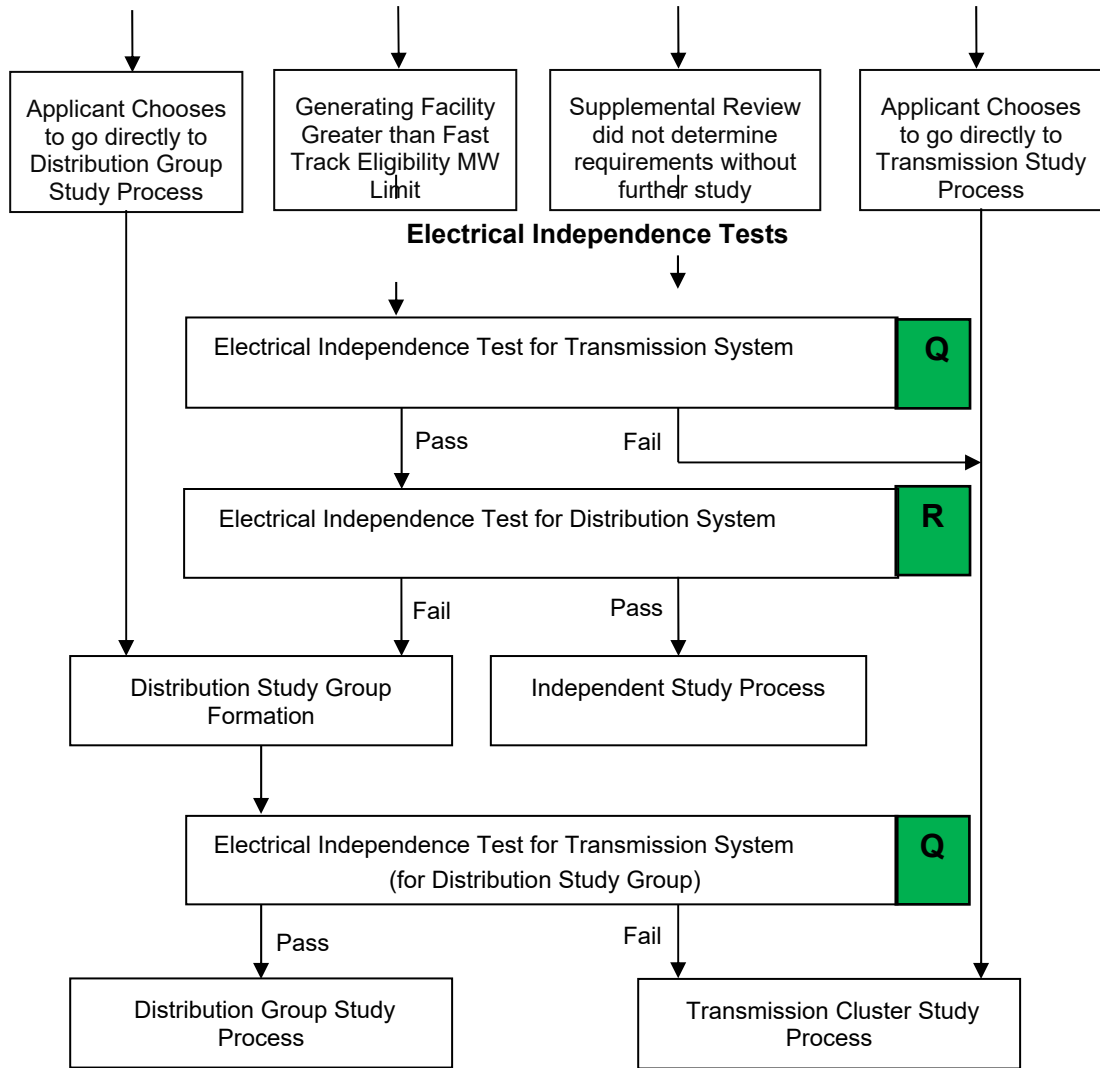 Applicant Chooses
to go directly to
Distribution Group
Study Process
Generating Facility
Greater than Fast
Track Eligibility MW
Limit
Supplemental Review
did not determine
requirements without
further study
Applicant Chooses
to go directly to
Transmission Study
Process
Electrical Independence Tests
Electrical Independence Test for Transmission System
Q
Pass
Fail
Electrical Independence Test for Distribution System
R
Fail
Pass
Distribution Study Group
Formation
Independent Study Process
Electrical Independence Test for Transmission System
(for Distribution Study Group)
Q
Pass
Fail
Distribution Group Study
Process
Transmission Cluster Study
Process